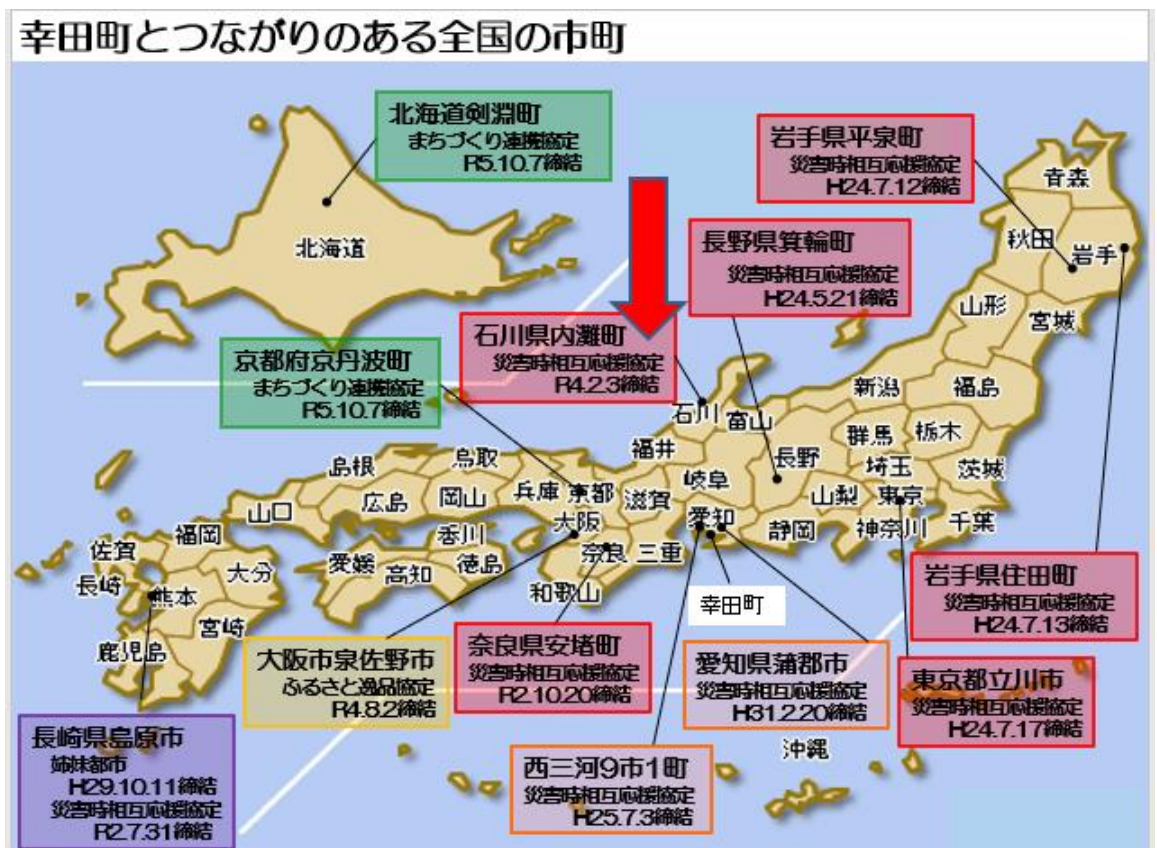 幸田町とつながりのある全国の市町
北海道剣淵町
まちづくり連携協定
R5.10.7締結
岩手県平泉町
災害時相互応援協定
H24.7.12締結
青森
秋田
岩手
北海道
長野県箕輪町
災害時相互応援協定
H24.5.21締結
山形
宮城
石川県内灘町
災害時相互応援協定
R4.2.3締結
京都府京丹波町
まちづくり連携協定
R5.10.7締結
新潟
福島
石川
富山
群馬
栃木
福井
長野
埼玉
茨城
島根
鳥取
岐阜
兵庫
京都
滋賀
山梨
東京
広島
岡山
山口
大阪
愛知
静岡
神奈川
千葉
福岡
香川
佐賀
奈良
三重
大分
愛媛
高知
徳島
長崎
熊本
和歌山
幸田町
岩手県住田町
災害時相互応援協定
H24.7.13締結
宮崎
鹿児島
大阪市泉佐野市
ふるさと逸品協定
R4.8.2締結
奈良県安堵町
災害時相互応援協定
R2.10.20締結
愛知県蒲郡市
災害時相互応援協定
H31.2.20締結
東京都立川市
災害時相互応援協定
H24.7.17締結
長崎県島原市
姉妹都市
H29.10.11締結
災害時相互応援協定
R2.7.31締結
西三河9市1町
災害時相互応援協定
H25.7.3締結
沖縄